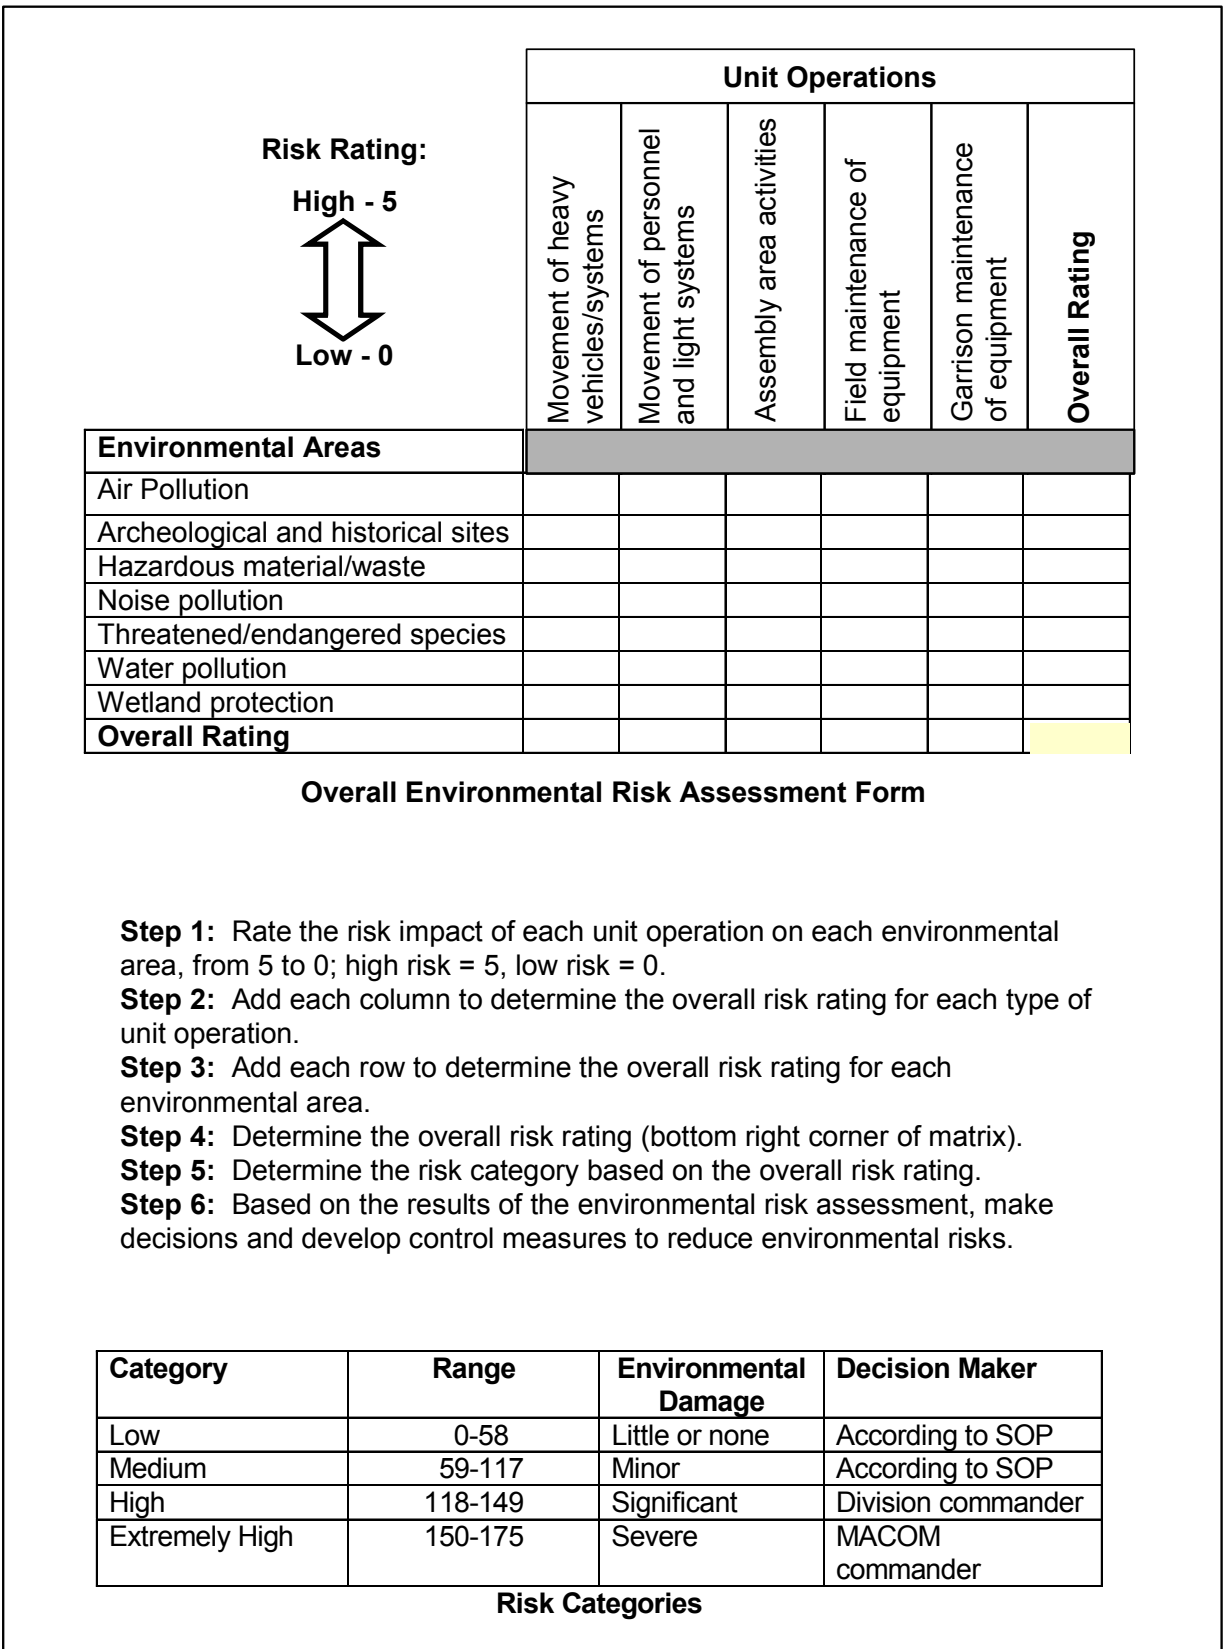 Unit Operations
Risk Rating:
High - 5
Low - 0
Movement of heavy
vehicles/systems
Movement of personnel
and light systems
Assembly area activities
Field maintenance of
equipment
Garrison maintenance
of equipment
Overall Rating
Environmental Areas
Air Pollution
Archeological and historical sites
Hazardous material/waste
Noise pollution
Threatened/endangered species
Water pollution
Wetland protection
Overall Rating
Overall Environmental Risk Assessment Form
Step 1: Rate the risk impact of each unit operation on each environmental
area, from 5 to 0; high risk = 5, low risk = 0.
Step 2: Add each column to determine the overall risk rating for each type of
unit operation.
Step 3: Add each row to determine the overall risk rating for each
environmental area.
Step 4: Determine the overall risk rating (bottom right corner of matrix).
Step 5: Determine the risk category based on the overall risk rating.
Step 6: Based on the results of the environmental risk assessment, make
decisions and develop control measures to reduce environmental risks.
Category Range Environmental Damage Decision Maker
Low 0-58 Little or none According to SOP
Medium 59-117 Minor According to SOP
High 118-149 Significant Division commander
Extremely High 150-175 Severe MACOM commander
Risk Categories